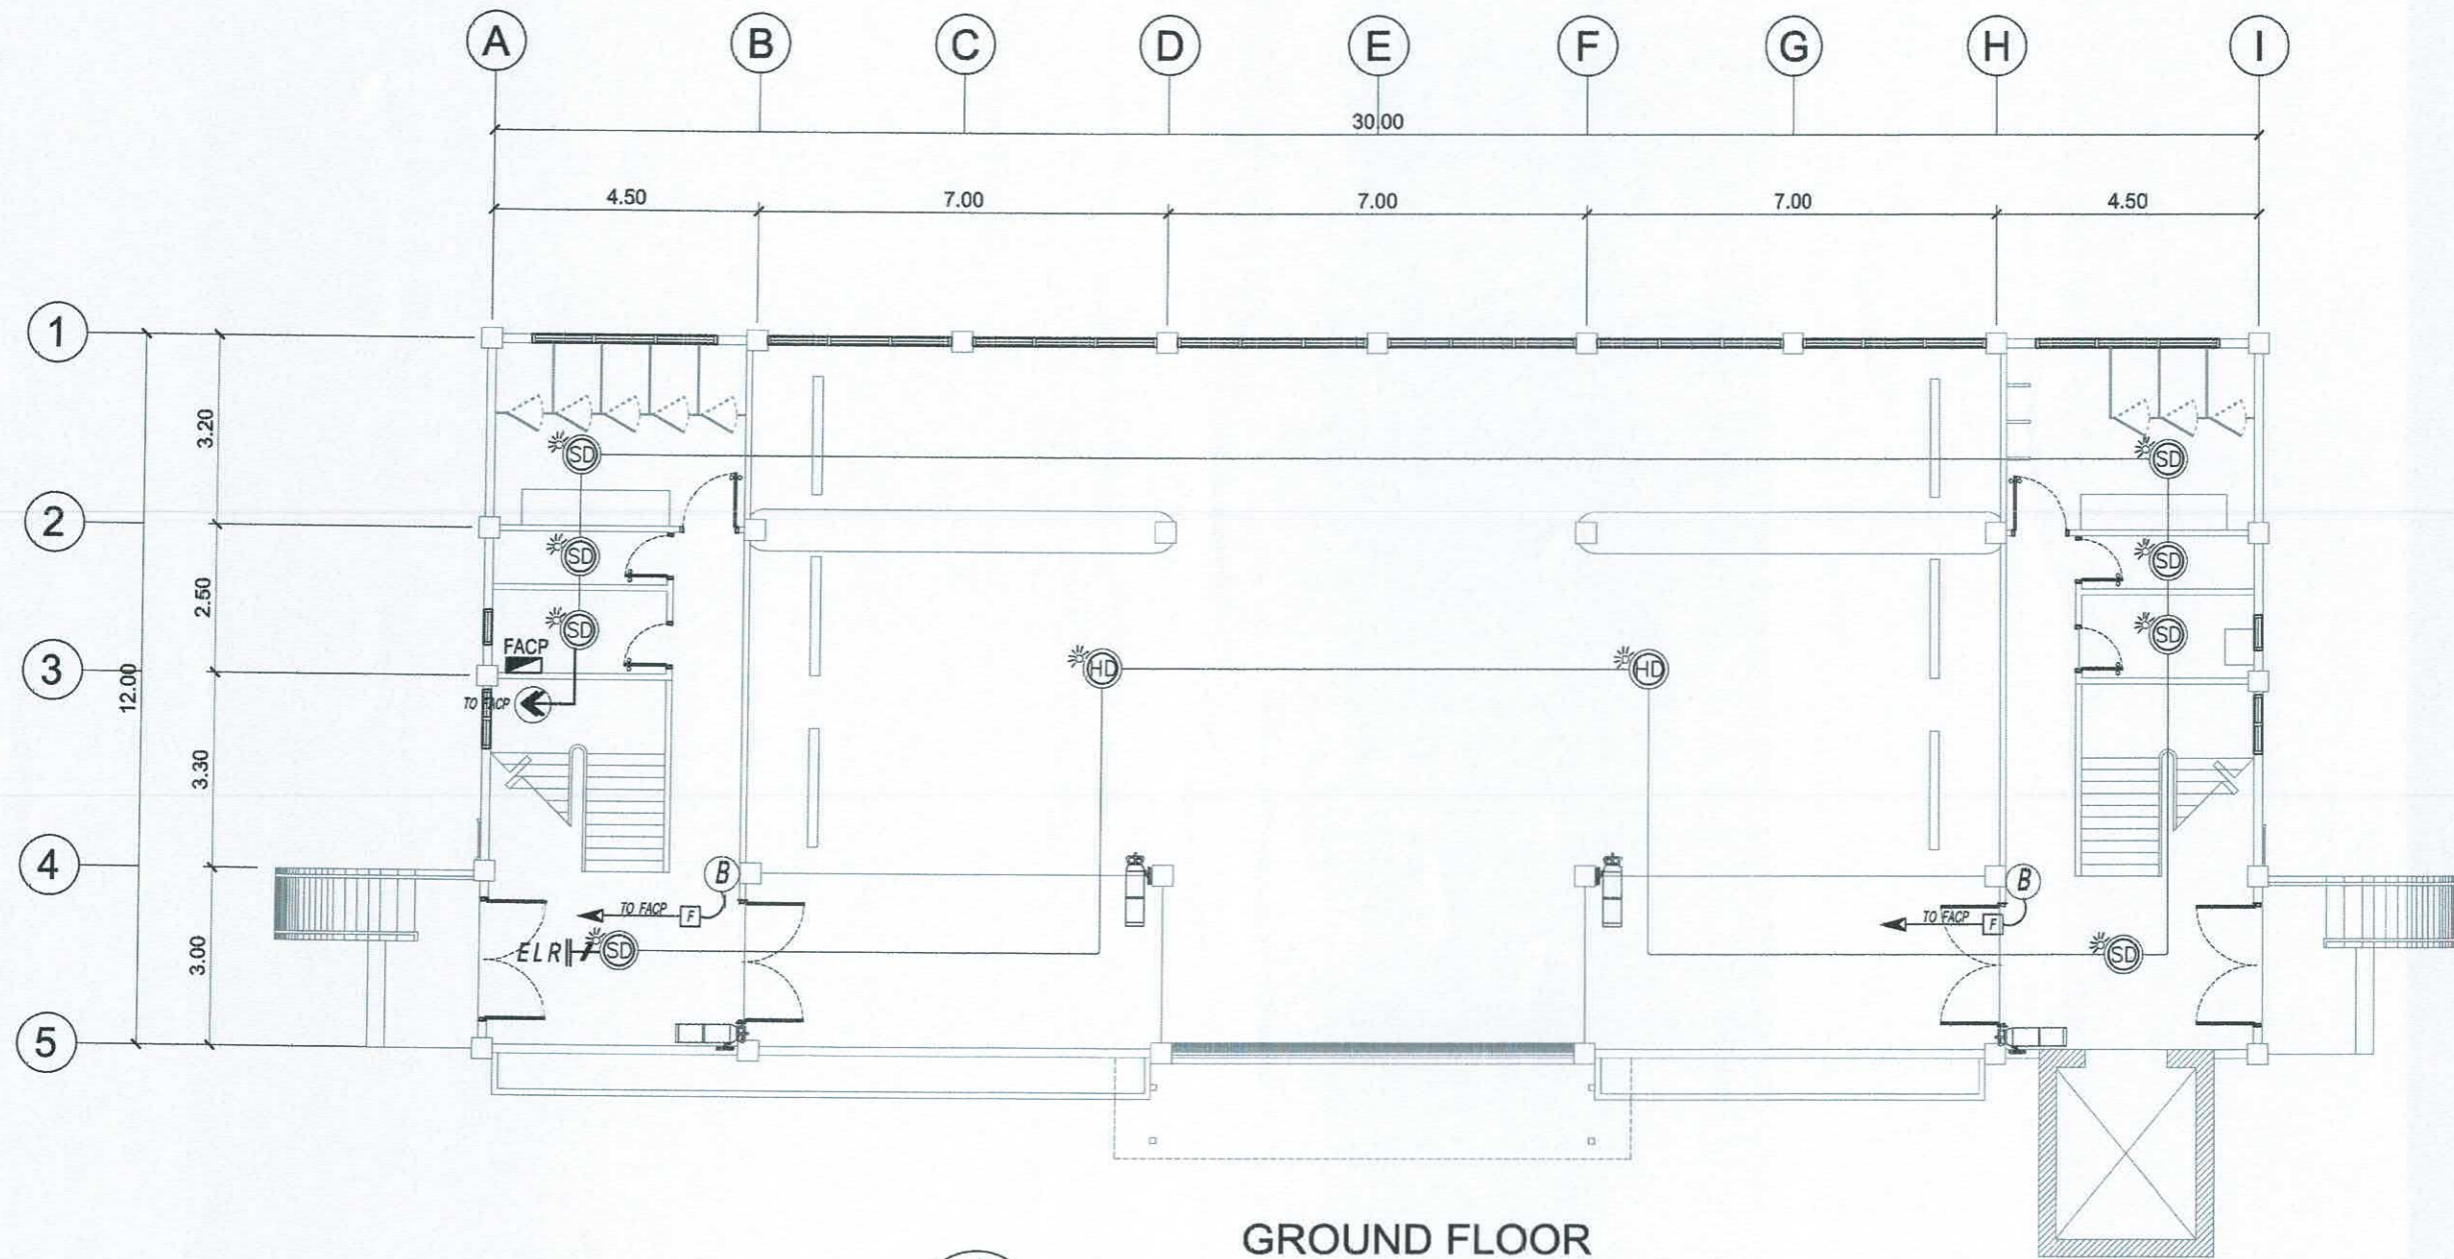 A B C D E F G H I
30.00
4.50 7.00 7.00 7.00 4.50
1
3.20
SD SD
2
SD SD
2.50
SD SD
FACP
3
HD HD
12.00
TO FACP
3.30
4
B B
TO FACP F TO FACP F
ELR SD SD
3.00
5
GROUND FLOOR